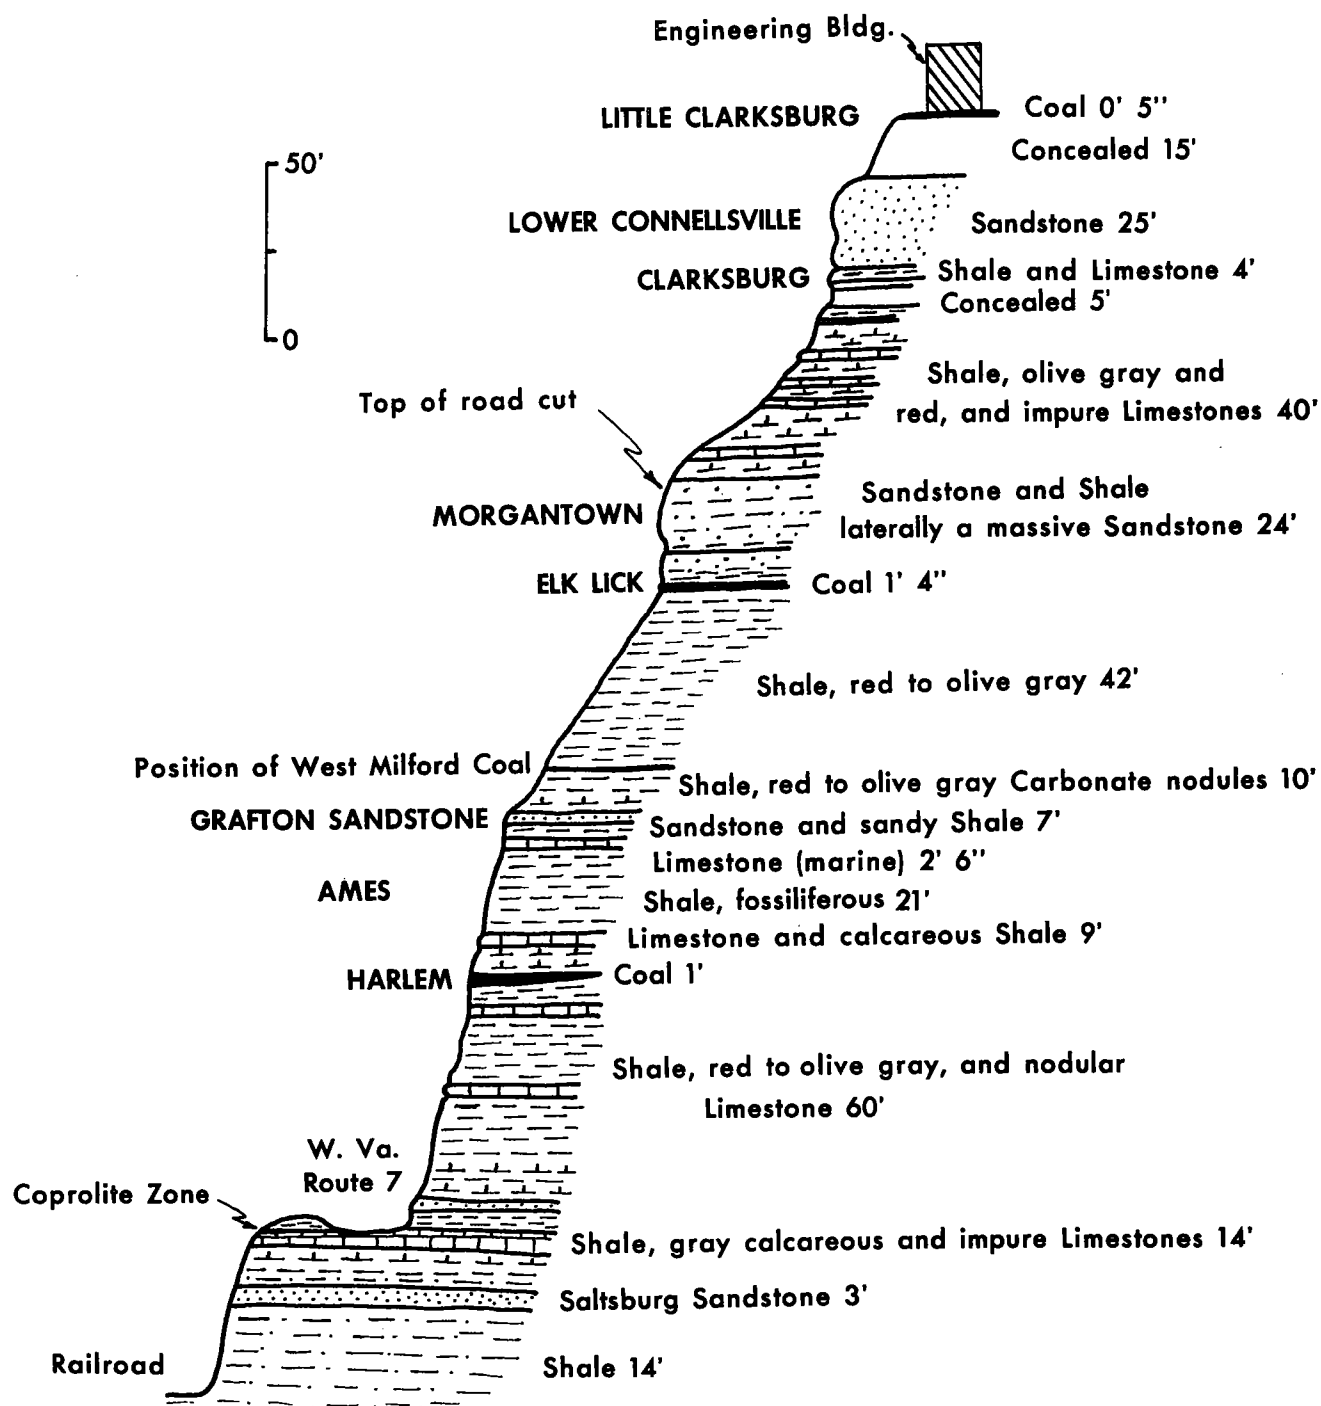 Engineering Bldg.
LITTLE CLARKSBURG
Coal 0' 5"
Concealed 15'
50'
LOWER CONNELLSVILLE
Sandstone 25'
CLARKSBURG
Shale and Limestone 4'
Concealed 5'
0
Top of road cut
Shale, olive gray and
red, and impure Limestones 40'
MORGANTOWN
Sandstone and Shale
laterally a massive Sandstone 24'
ELK LICK
Coal 1' 4"
Shale, red to olive gray 42'
Position of West Milford Coal
Shale, red to olive gray Carbonate nodules 10'
GRAFTON SANDSTONE
Sandstone and sandy Shale 7'
Limestone (marine) 2' 6"
AMES
Shale, fossiliferous 21'
Limestone and calcareous Shale 9'
HARLEM
Coal 1'
Shale, red to olive gray, and nodular
Limestone 60'
W. Va.
Route 7
Coprolite Zone
Shale, gray calcareous and impure Limestones 14'
Saltsburg Sandstone 3'
Railroad
Shale 14'